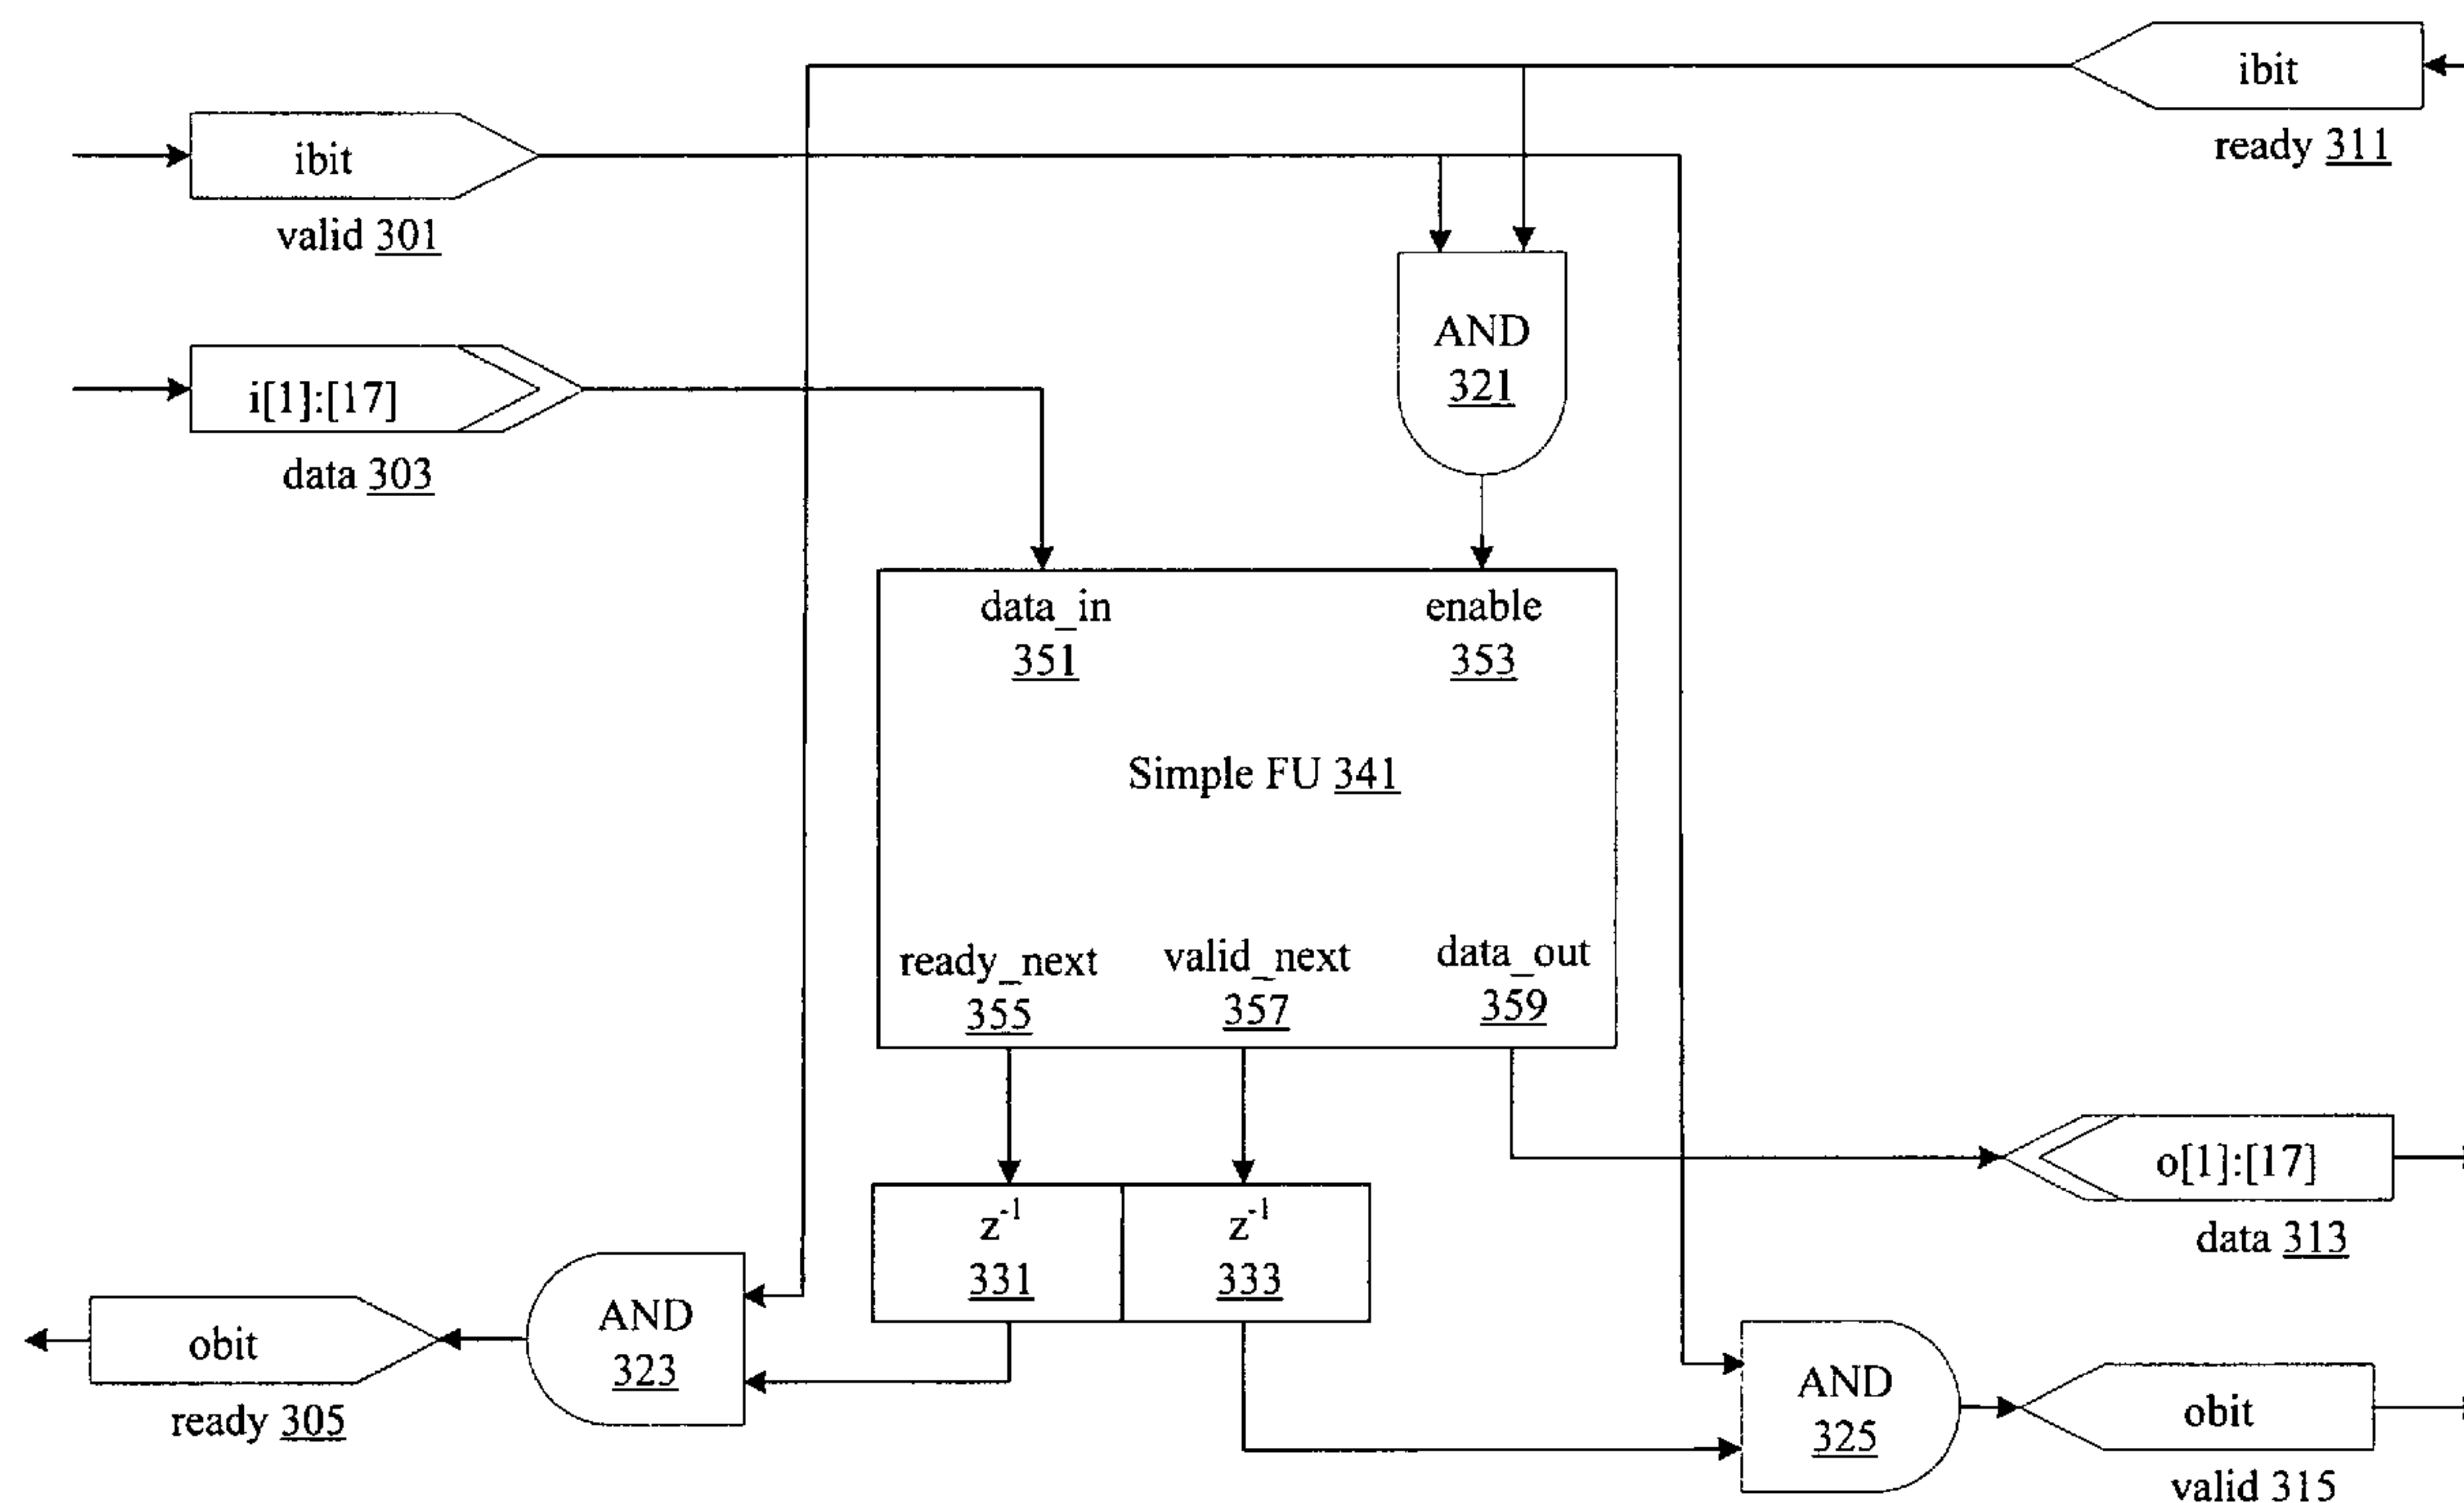 ibit
ready 311
ibit
valid 301
AND
321
i[1]:[17]
data 303
data_in
351
enable
353
Simple FU 341
ready_next
355
valid_next
357
data_out
359
o[1]:[17]
data 313
z-1
331
z-1
333
AND
323
obit
ready 305
AND
325
obit
valid 315